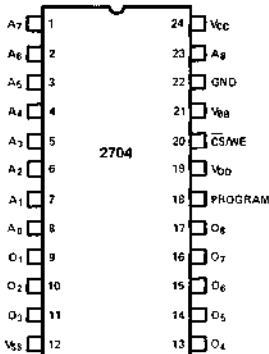 A7 1 24 VCC
A6 2 23 A8
A5 3 22 GND
A4 4 21 VBB
A3 5 20 CS/WE
2704
A2 6 19 VDD
A1 7 18 PROGRAM
A0 8 17 O8
O1 9 16 O7
O2 10 15 O6
O3 11 14 O5
VSS 12 13 O4